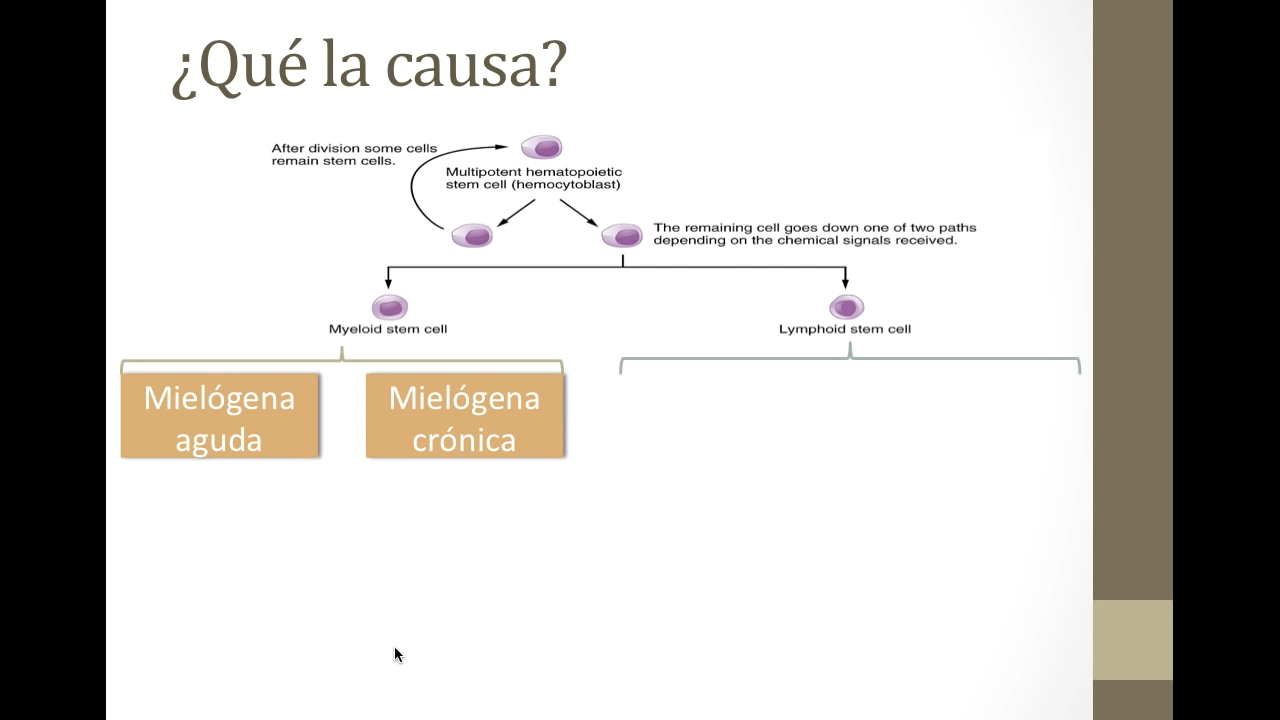 ¿Qué la causa?
After division some cells
remain stem cells.
Multipotent hematopoietic
stem cell (hemocytoblast)
The remaining cell goes down one of two paths
depending on the chemical signals received.
Myeloid stem cell
Lymphoid stem cell
Mielógena
aguda
Mielógena
crónica